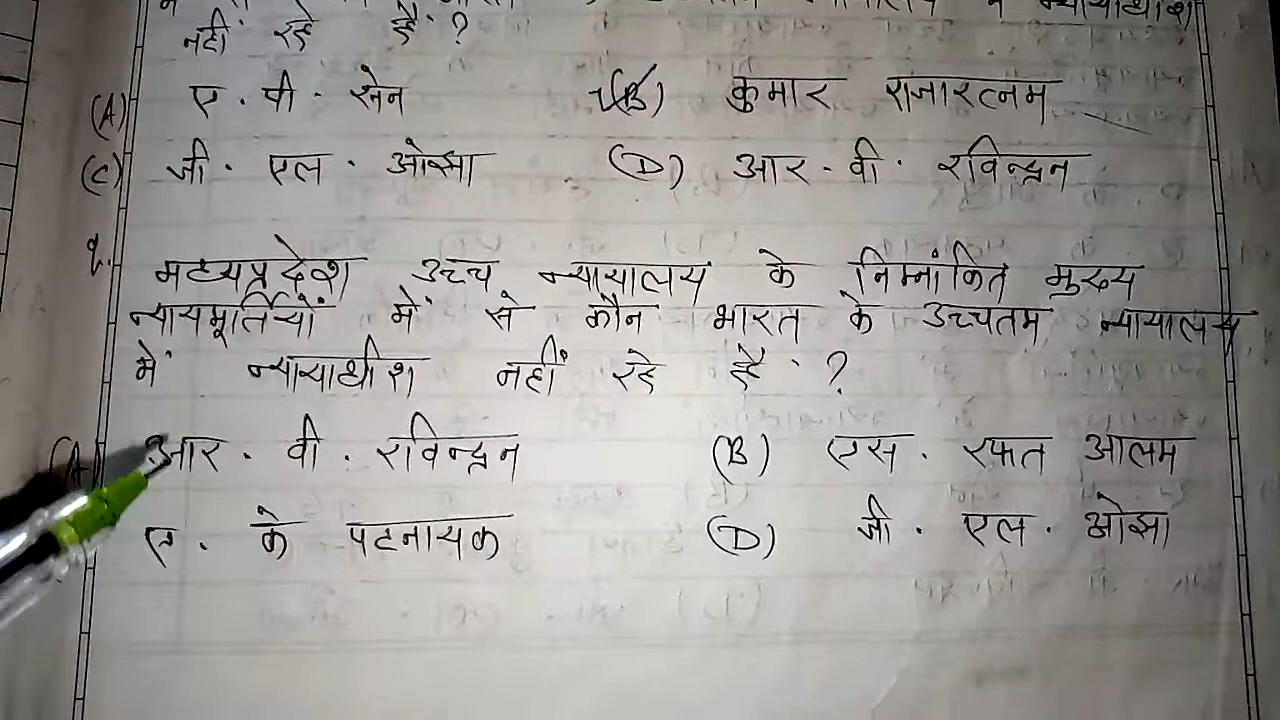 नहीं रहे है ?
(A) ए . पी . सेन (B) कुमार राजारत्नम
(C) जी . एल . ओझा (D) आर . वी . रविन्द्रन
q. मध्यप्रदेश उच्च न्यायालय के निम्नांकित मुख्य
न्यायमूर्तियों में से कौन भारत के उच्चतम न्यायालय
में न्यायाधीश नहीं रहे है ?
(A) आर . वी . रविन्द्रन (B) एस . रफत आलम
ए . के पटनायक (D) जी . एल . ओझा